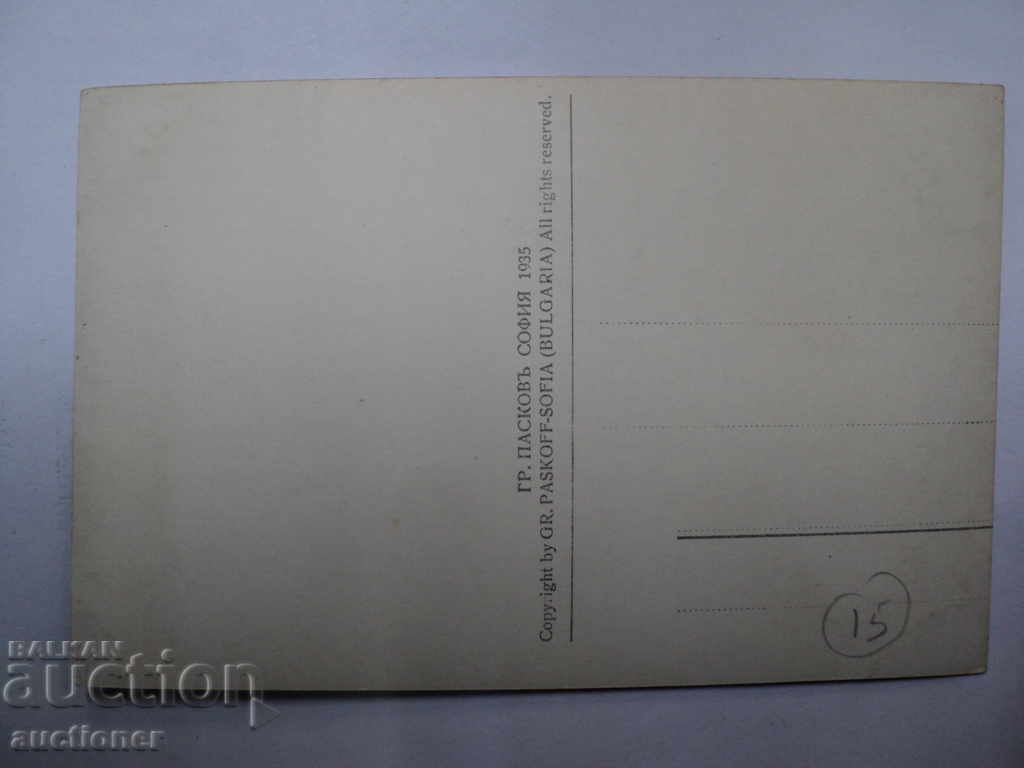 ГР. ПАСКОВЪ СОФИЯ 1935
Copyright by GR. PASKOFF-SOFIA (BULGARIA) All rights reserved.
15
BALKAN
auction
auctioner